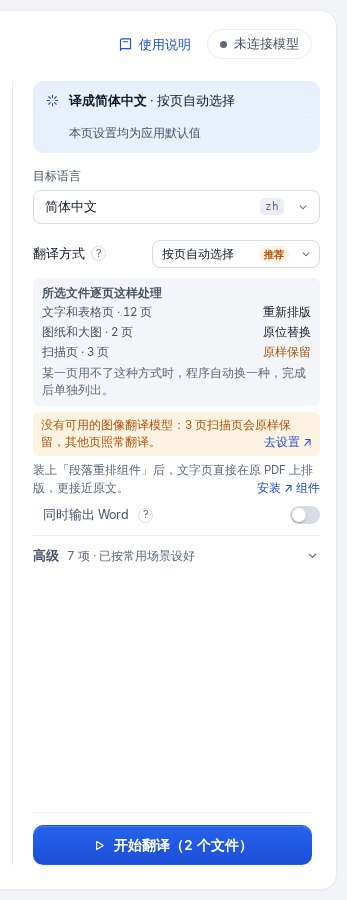 使用说明
未连接模型
译成简体中文 · 按页自动选择
本页设置均为应用默认值
目标语言
简体中文 zh
翻译方式 ? 按页自动选择 推荐
所选文件逐页这样处理
文字和表格页 · 12 页 重新排版
图纸和大图 · 2 页 原位替换
扫描页 · 3 页 原样保留
某一页用不了这种方式时，程序自动换一种，完成
后单独列出。
没有可用的图像翻译模型：3 页扫描页会原样保
留，其他页照常翻译。 去设置
装上「段落重排组件」后，文字页直接在原 PDF 上排
版，更接近原文。 安装 组件
同时输出 Word ?
高级 7 项 · 已按常用场景设好
开始翻译（2 个文件）